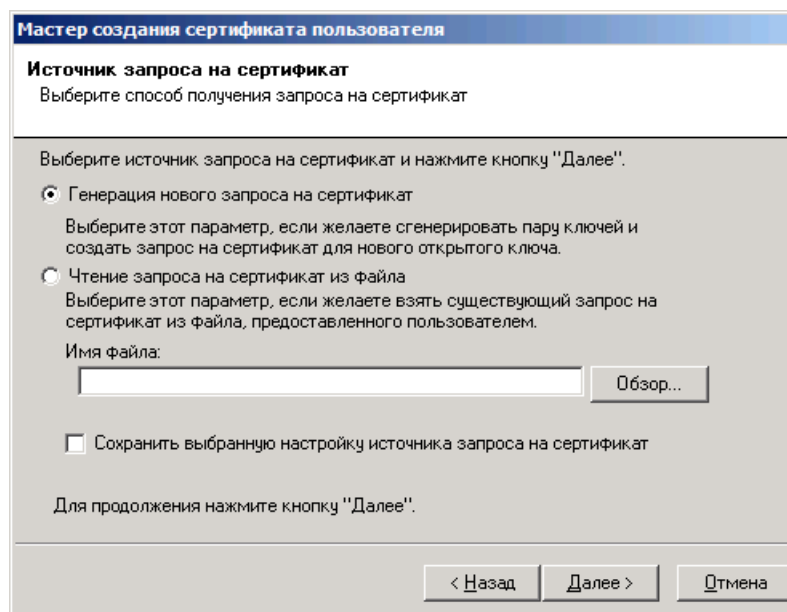 Мастер создания сертификата пользователя
Источник запроса на сертификат
Выберите способ получения запроса на сертификат
Выберите источник запроса на сертификат и нажмите кнопку "Далее".
Генерация нового запроса на сертификат
Выберите этот параметр, если желаете сгенерировать пару ключей и
создать запрос на сертификат для нового открытого ключа.
Чтение запроса на сертификат из файла
Выберите этот параметр, если желаете взять существующий запрос на
сертификат из файла, предоставленного пользователем.
Имя файла:
Обзор...
Сохранить выбранную настройку источника запроса на сертификат
Для продолжения нажмите кнопку "Далее".
< Назад Далее > Отмена